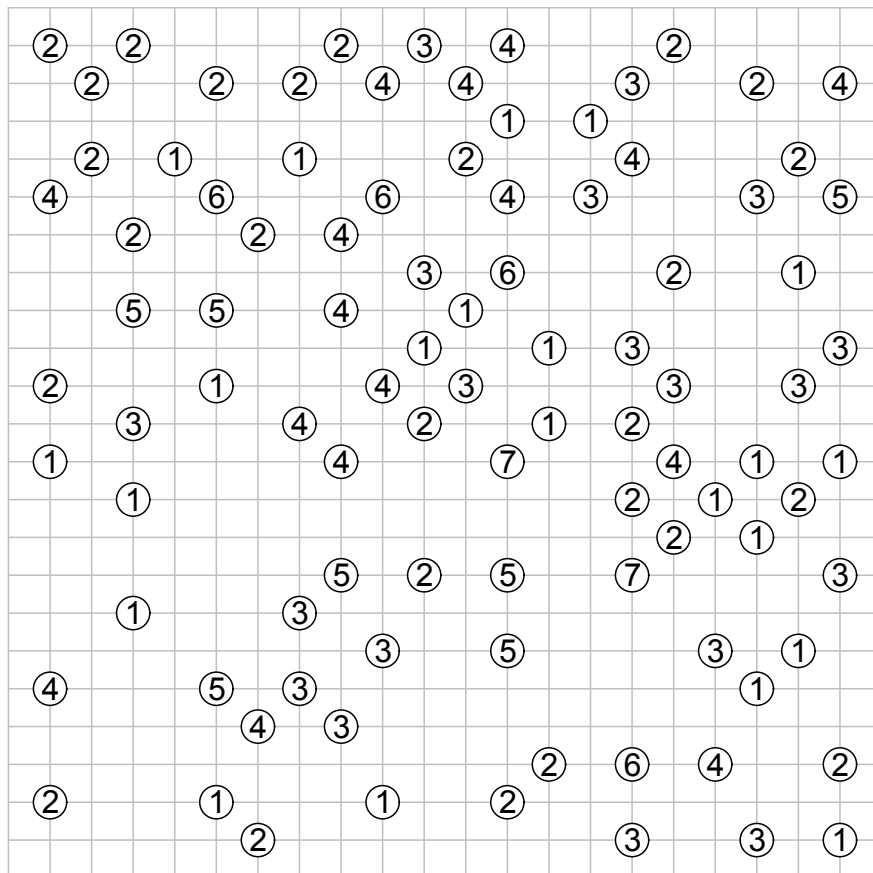 2 2 2 3 4 2
2 2 2 4 4 3 2 4
1 1
2 1 1 2 4 2
4 6 6 4 3 3 5
2 2 4
3 6 2 1
5 5 4 1
1 1 3 3
2 1 4 3 3 3
3 4 2 1 2
1 4 7 4 1 1
1 2 1 2
2 1
5 2 5 7 3
1 3
3 5 3 1
4 5 3 1
4 3
2 6 4 2
2 1 1 2
2 3 3 1